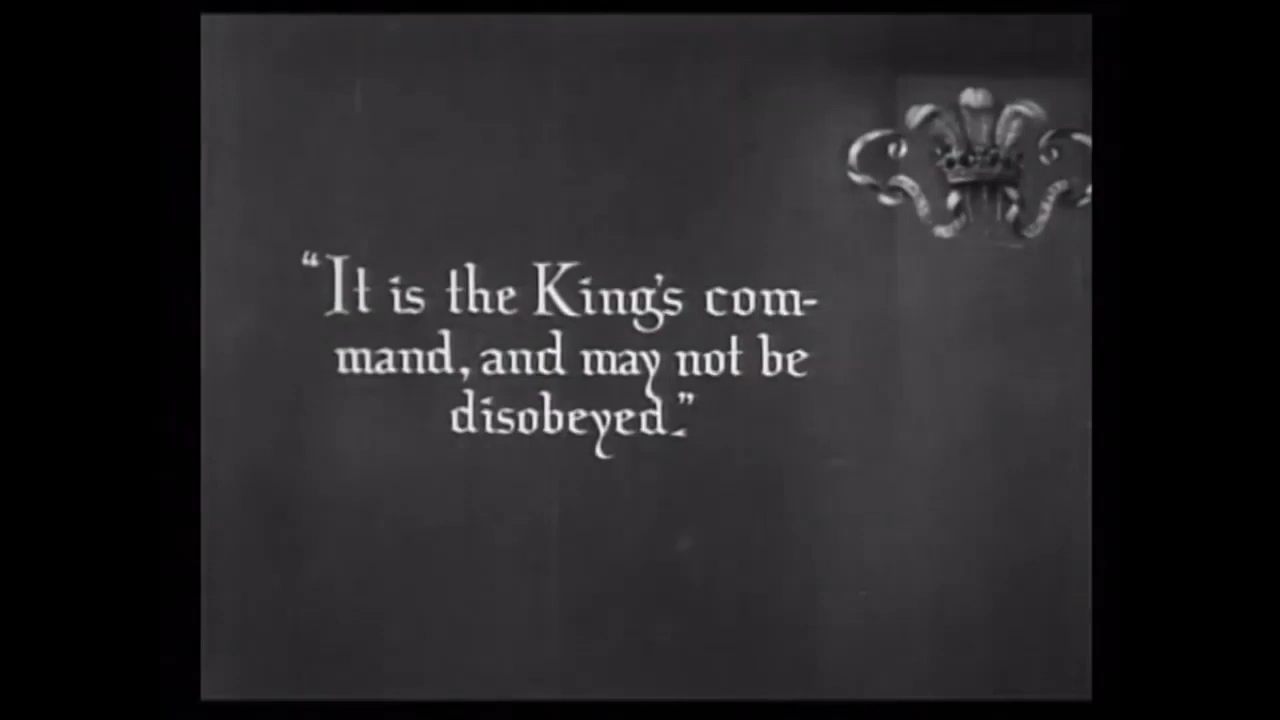 “It is the King's com-
mand, and may not be
disobeyed.”